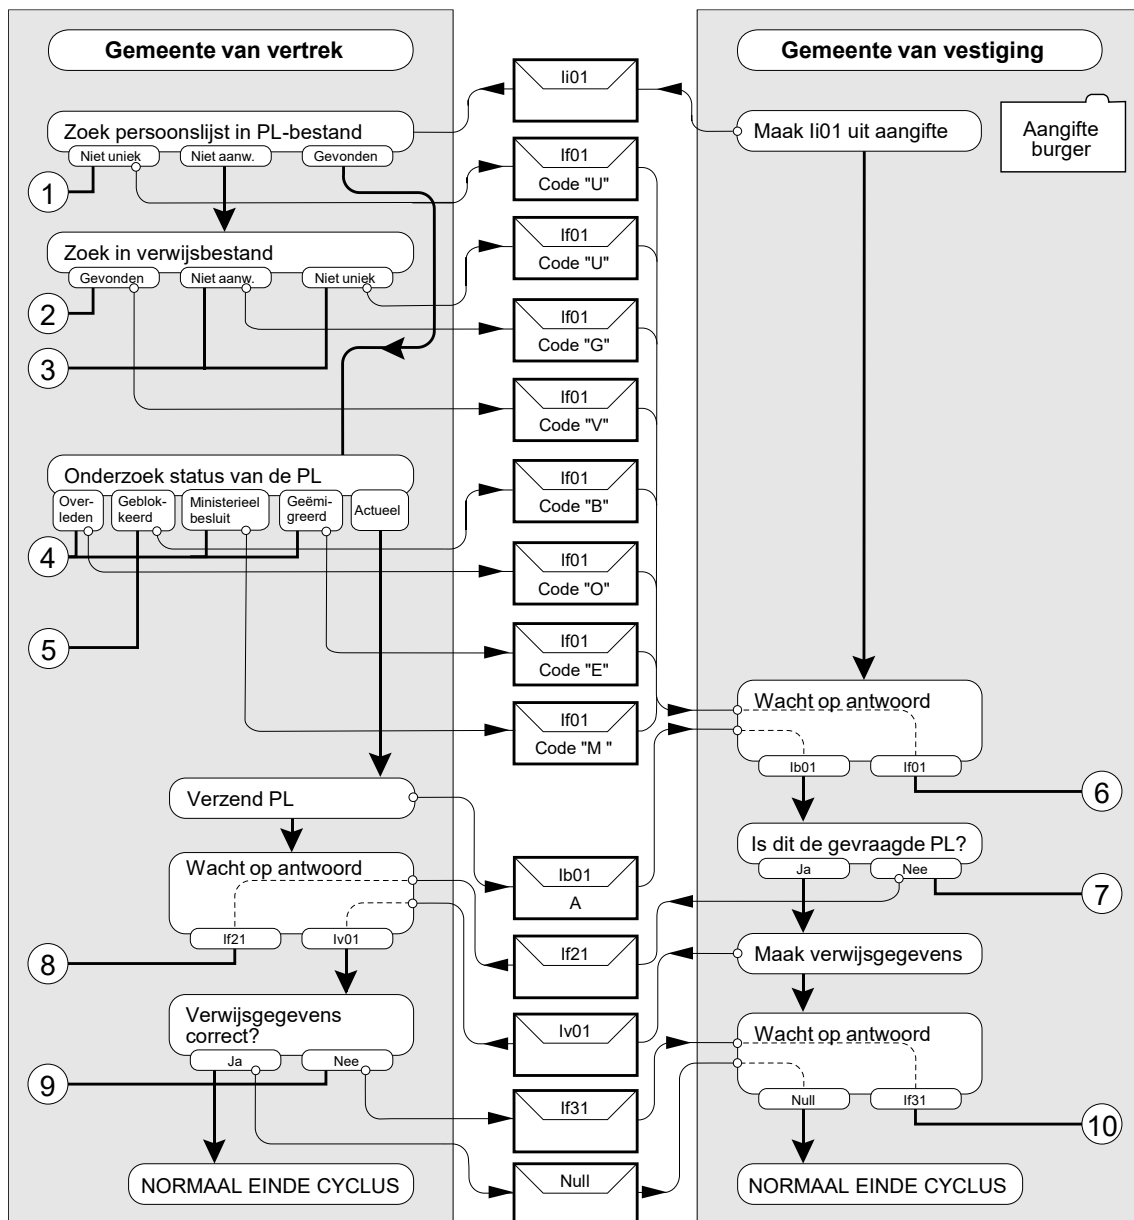 Gemeente van vertrek
Gemeente van vestiging
Ii01
Zoek persoonslijst in PL-bestand
Niet uniek
Niet aanw.
Gevonden
Maak Ii01 uit aangifte
Aangifte
burger
1
If01
Code "U"
Zoek in verwijsbestand
Gevonden
Niet aanw.
Niet uniek
If01
Code "U"
2
If01
Code "G"
3
If01
Code "V"
Onderzoek status van de PL
Over-
leden
Geblok-
keerd
Ministerieel
besluit
Geëmi-
greerd
Actueel
If01
Code "B"
4
If01
Code "O"
5
If01
Code "E"
If01
Code "M "
Wacht op antwoord
Ib01
If01
6
Verzend PL
Is dit de gevraagde PL?
Ja
Nee
7
Wacht op antwoord
If21
Iv01
8
Ib01
A
If21
Maak verwijsgegevens
Verwijsgegevens
correct?
Ja
Nee
9
Iv01
Wacht op antwoord
Null
If31
10
If31
Null
NORMAAL EINDE CYCLUS
NORMAAL EINDE CYCLUS